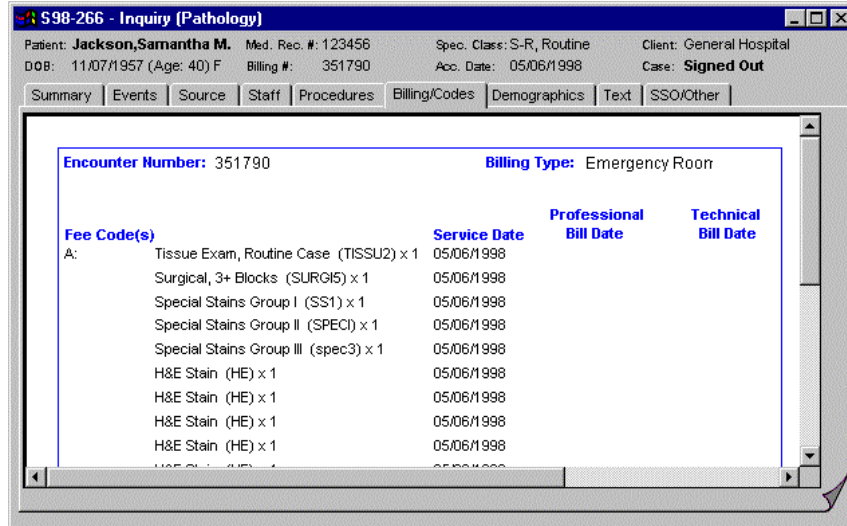 S98-266 - Inquiry (Pathology)
Patient: Jackson,Samantha M. Med. Rec. #: 123456 Spec. Class: S-R, Routine Client: General Hospital
DOB: 11/07/1957 (Age: 40) F Billing #: 351790 Acc. Date: 05/06/1998 Case: Signed Out
Summary Events Source Staff Procedures Billing/Codes Demographics Text SSO/Other
Encounter Number: 351790 Billing Type: Emergency Room
Professional Technical
Fee Code(s) Service Date Bill Date Bill Date
A: Tissue Exam, Routine Case (TISSU2) x 1 05/06/1998
Surgical, 3+ Blocks (SURGI5) x 1 05/06/1998
Special Stains Group I (SS1) x 1 05/06/1998
Special Stains Group II (SPECI) x 1 05/06/1998
Special Stains Group III (spec3) x 1 05/06/1998
H&E Stain (HE) x 1 05/06/1998
H&E Stain (HE) x 1 05/06/1998
H&E Stain (HE) x 1 05/06/1998
H&E Stain (HE) x 1 05/06/1998